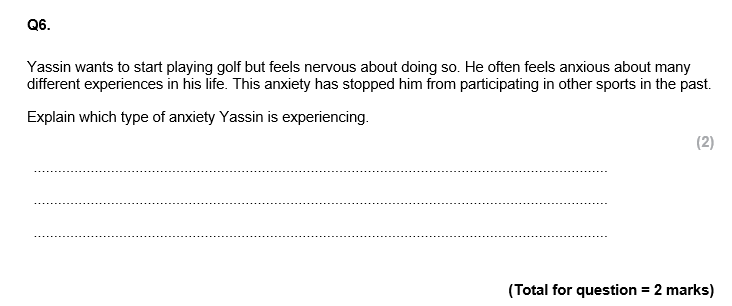 Q6.
Yassin wants to start playing golf but feels nervous about doing so. He often feels anxious about many
different experiences in his life. This anxiety has stopped him from participating in other sports in the past.
Explain which type of anxiety Yassin is experiencing.
(2)
(Total for question = 2 marks)